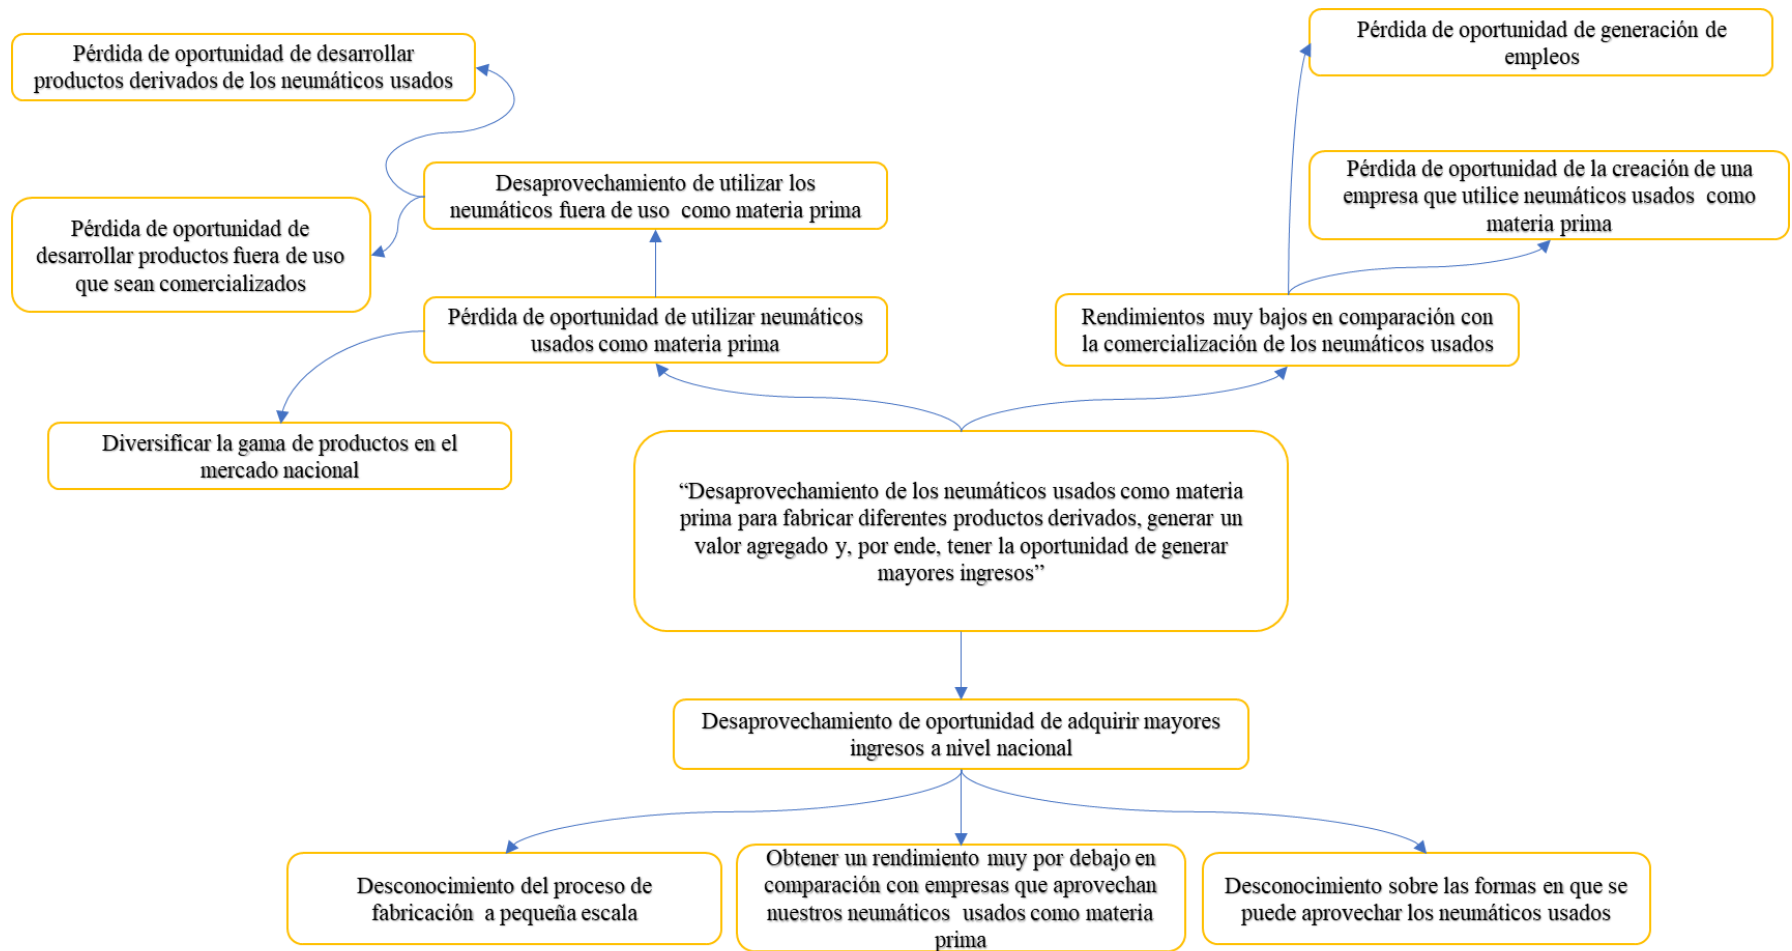 Pérdida de oportunidad de desarrollar
productos derivados de los neumáticos usados
Pérdida de oportunidad de generación de
empleos
Desaprovechamiento de utilizar los
neumáticos fuera de uso como materia prima
Pérdida de oportunidad de la creación de una
empresa que utilice neumáticos usados como
materia prima
Pérdida de oportunidad de
desarrollar productos fuera de uso
que sean comercializados
Pérdida de oportunidad de utilizar neumáticos
usados como materia prima
Rendimientos muy bajos en comparación con
la comercialización de los neumáticos usados
Diversificar la gama de productos en el
mercado nacional
“Desaprovechamiento de los neumáticos usados como materia
prima para fabricar diferentes productos derivados, generar un
valor agregado y, por ende, tener la oportunidad de generar
mayores ingresos”
Desaprovechamiento de oportunidad de adquirir mayores
ingresos a nivel nacional
Desconocimiento del proceso de
fabricación a pequeña escala
Obtener un rendimiento muy por debajo en
comparación con empresas que aprovechan
nuestros neumáticos usados como materia
prima
Desconocimiento sobre las formas en que se
puede aprovechar los neumáticos usados